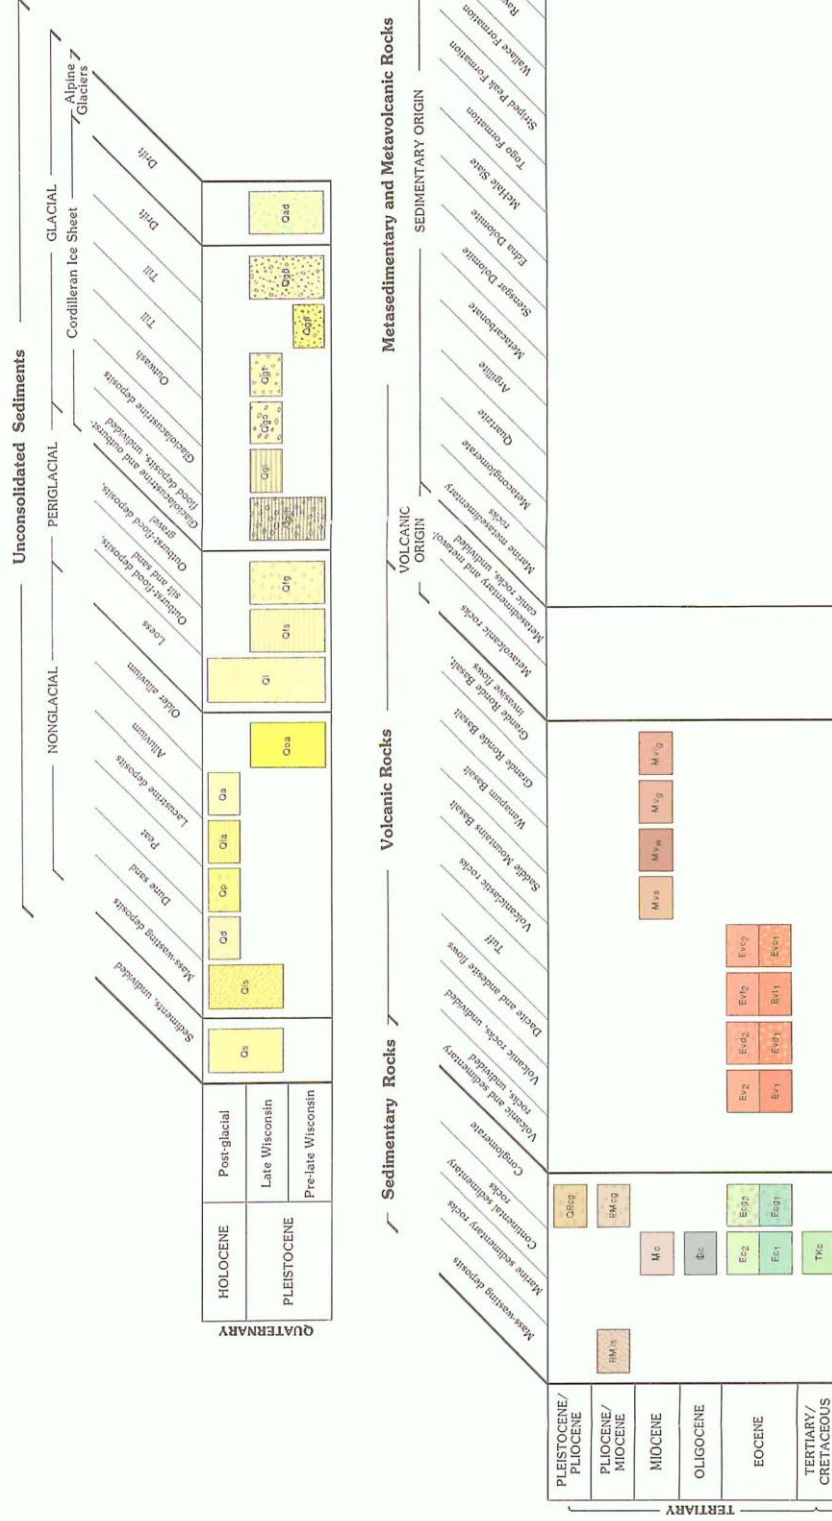 Unconsolidated Sediments
NONGLACIAL
PERIGLACIAL
GLACIAL
Cordilleran Ice Sheet
Alpine
Glaciers
Sediments, undivided
Mass-wasting deposits
Dune sand
Peat
Lacustrine deposits
Alluvium
Older alluvium
Loess
Outburst-flood deposits,
silt and sand
Outburst-flood deposits,
gravel
Glaciolacustrine and outburst-
flood deposits, undivided
Glaciolacustrine deposits
Outwash
Till
Till
Drift
Drift
QUATERNARY
HOLOCENE
Post-glacial
PLEISTOCENE
Late Wisconsin
Pre-late Wisconsin
Qs
Qls
Qd
Qp
Qla
Qa
Qoa
Ql
Qfs
Qfg
Qgl
Qgo
Qgt
Qad
Sedimentary Rocks
Volcanic Rocks
Metasedimentary and Metavolcanic Rocks
VOLCANIC
ORIGIN
SEDIMENTARY ORIGIN
Mass-wasting deposits
Marine sedimentary rocks
Continental sedimentary
rocks
Conglomerate
Volcanic and sedimentary
rocks, undivided
Volcanic rocks, undivided
Dacite and andesite flows
Tuff
Volcaniclastic rocks
Saddle Mountains Basalt
Wanapum Basalt
Grande Ronde Basalt
Grande Ronde Basalt,
invasive flows
Metavolcanic rocks
Metasedimentary and metavol-
canic rocks, undivided
Marine metasedimentary
rocks
Metaconglomerate
Quartzite
Argillite
Metacarbonate
Stensgar Dolomite
Edna Dolomite
McHale Slate
Togo Formation
Striped Peak Formation
Wallace Formation
Rav
TERTIARY
PLEISTOCENE/
PLIOCENE
QRcg
PLIOCENE/
MIOCENE
RMls
RMcg
MIOCENE
Mc
Mvs
Mvw
Mvg
Mvig
OLIGOCENE
Φc
EOCENE
Ec2
Ecg2
Ev2
Evd2
Evt2
Evc2
Ec1
Ecg1
Ev1
Evd1
Evt1
Evc1
TERTIARY/
CRETACEOUS
TKc